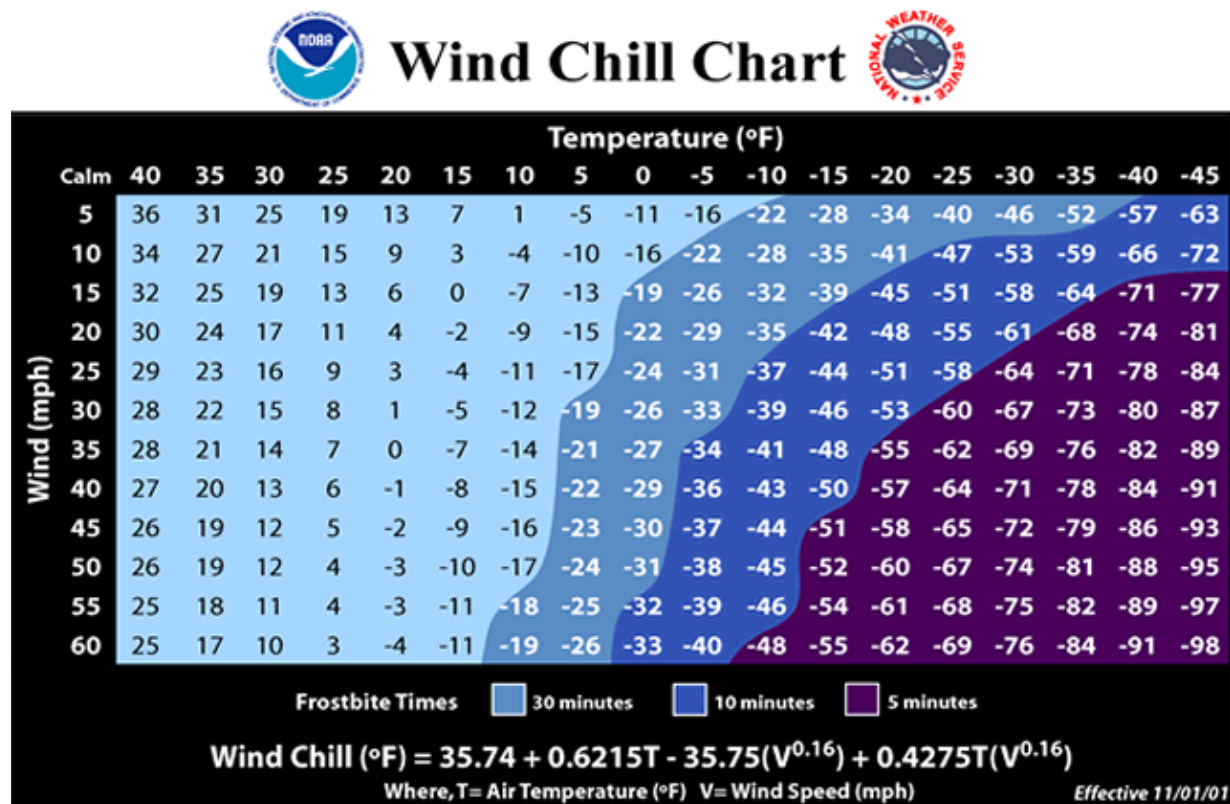 NATIONAL OCEANIC AND ATMOSPHERIC ADMINISTRATION
NOAA
U.S. DEPARTMENT OF COMMERCE
Wind Chill Chart
NATIONAL WEATHER SERVICE
Temperature (ºF)
Calm 40 35 30 25 20 15 10 5 0 -5 -10 -15 -20 -25 -30 -35 -40 -45
Wind (mph)
5 36 31 25 19 13 7 1 -5 -11 -16 -22 -28 -34 -40 -46 -52 -57 -63
10 34 27 21 15 9 3 -4 -10 -16 -22 -28 -35 -41 -47 -53 -59 -66 -72
15 32 25 19 13 6 0 -7 -13 -19 -26 -32 -39 -45 -51 -58 -64 -71 -77
20 30 24 17 11 4 -2 -9 -15 -22 -29 -35 -42 -48 -55 -61 -68 -74 -81
25 29 23 16 9 3 -4 -11 -17 -24 -31 -37 -44 -51 -58 -64 -71 -78 -84
30 28 22 15 8 1 -5 -12 -19 -26 -33 -39 -46 -53 -60 -67 -73 -80 -87
35 28 21 14 7 0 -7 -14 -21 -27 -34 -41 -48 -55 -62 -69 -76 -82 -89
40 27 20 13 6 -1 -8 -15 -22 -29 -36 -43 -50 -57 -64 -71 -78 -84 -91
45 26 19 12 5 -2 -9 -16 -23 -30 -37 -44 -51 -58 -65 -72 -79 -86 -93
50 26 19 12 4 -3 -10 -17 -24 -31 -38 -45 -52 -60 -67 -74 -81 -88 -95
55 25 18 11 4 -3 -11 -18 -25 -32 -39 -46 -54 -61 -68 -75 -82 -89 -97
60 25 17 10 3 -4 -11 -19 -26 -33 -40 -48 -55 -62 -69 -76 -84 -91 -98
Frostbite Times 30 minutes 10 minutes 5 minutes
Wind Chill (ºF) = 35.74 + 0.6215T - 35.75(V^0.16) + 0.4275T(V^0.16)
Where, T= Air Temperature (ºF) V= Wind Speed (mph)
Effective 11/01/01